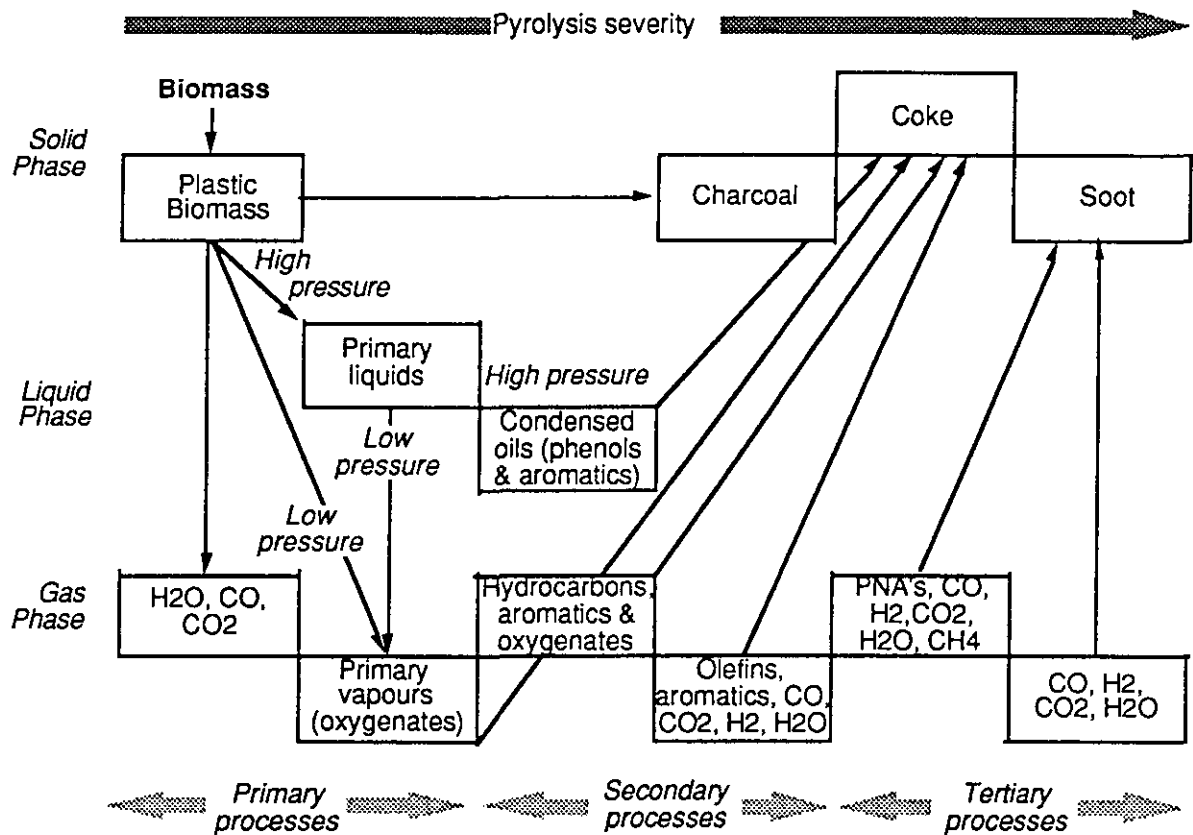 Pyrolysis severity
Biomass
Solid
Phase
Plastic
Biomass
Charcoal
Coke
Soot
High
pressure
Liquid
Phase
Primary
liquids
High pressure
Condensed
oils (phenols
& aromatics)
Low
pressure
Low
pressure
Gas
Phase
H2O, CO,
CO2
Primary
vapours
(oxygenates)
Hydrocarbons,
aromatics &
oxygenates
Olefins,
aromatics, CO,
CO2, H2, H2O
PNA's, CO,
H2,CO2,
H2O, CH4
CO, H2,
CO2, H2O
Primary
processes
Secondary
processes
Tertiary
processes